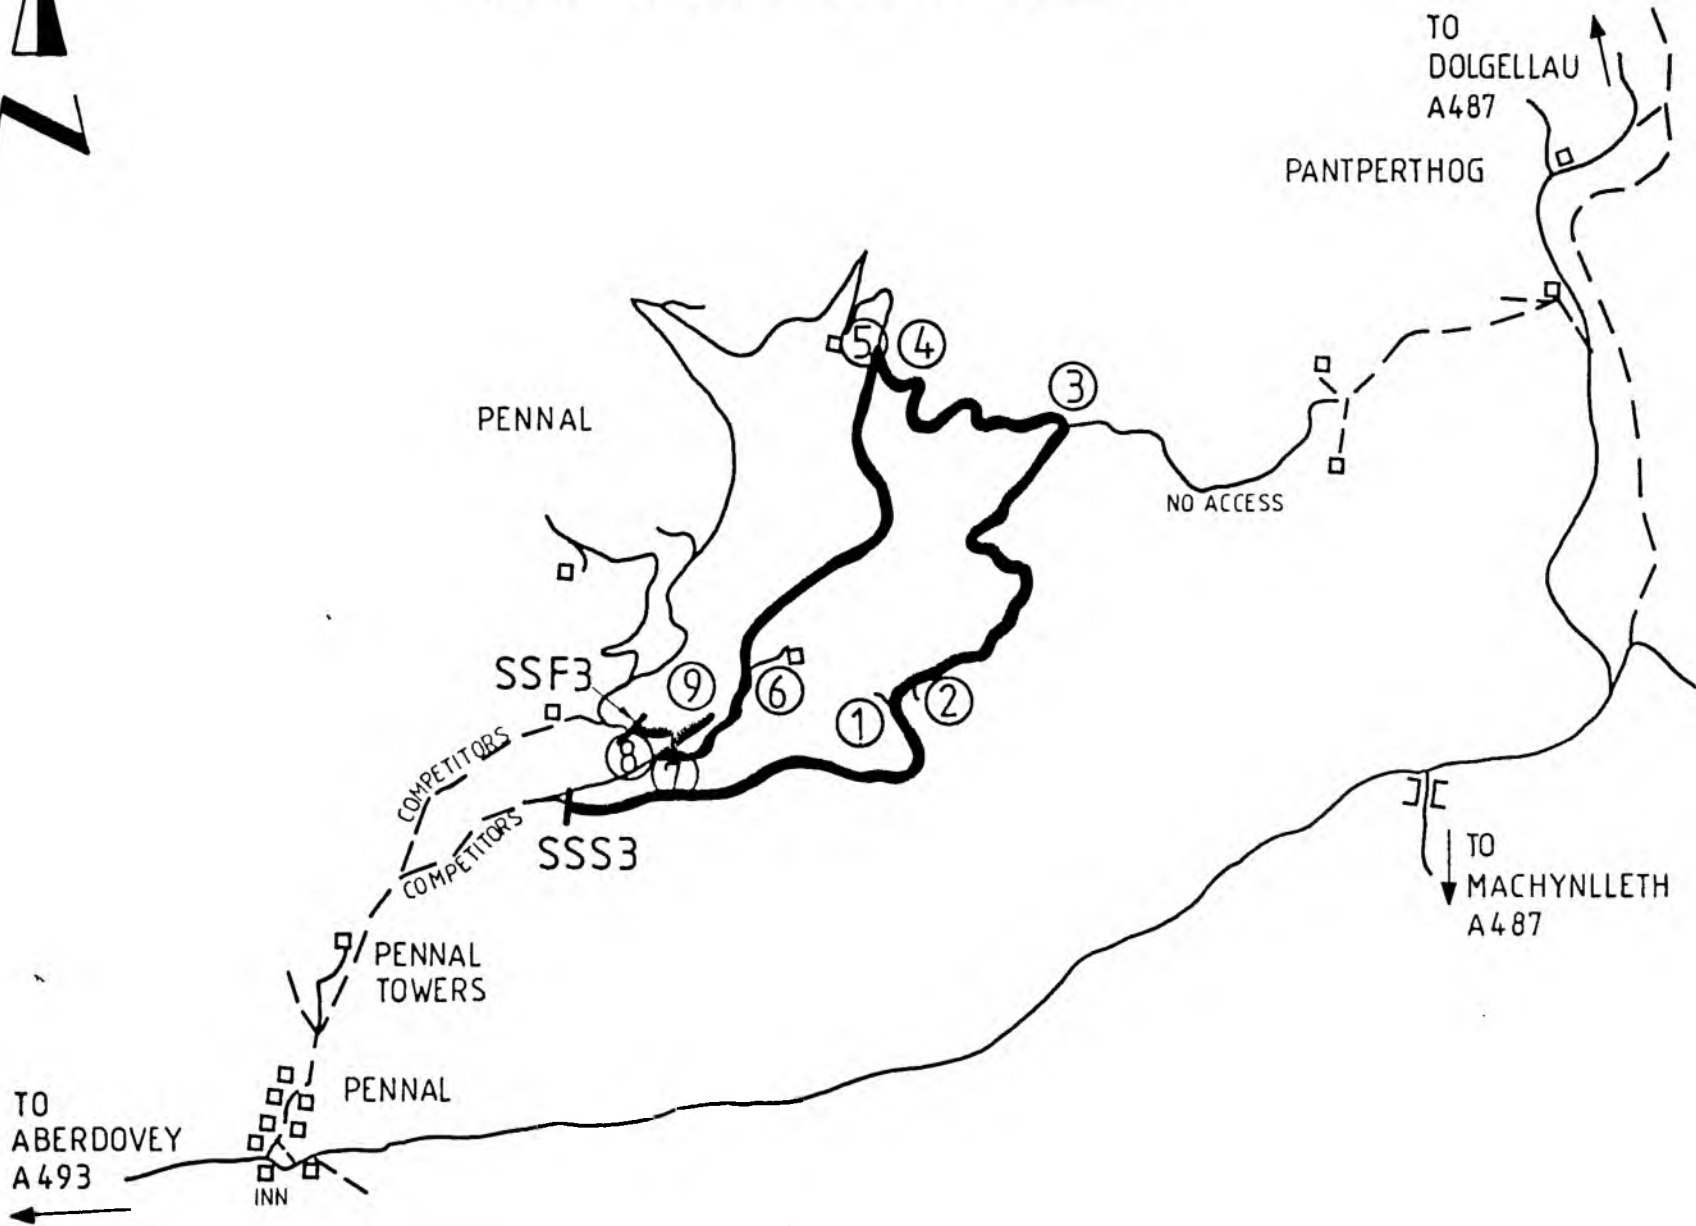 TO
DOLGELLAU
A487
PANTPERTHOG
N
5
4
3
PENNAL
NO ACCESS
SSF3
9
6
1
2
8
7
COMPETITORS
COMPETITORS
SSS3
TO
MACHYNLLETH
A487
PENNAL
TOWERS
PENNAL
TO
ABERDOVEY
A493
INN